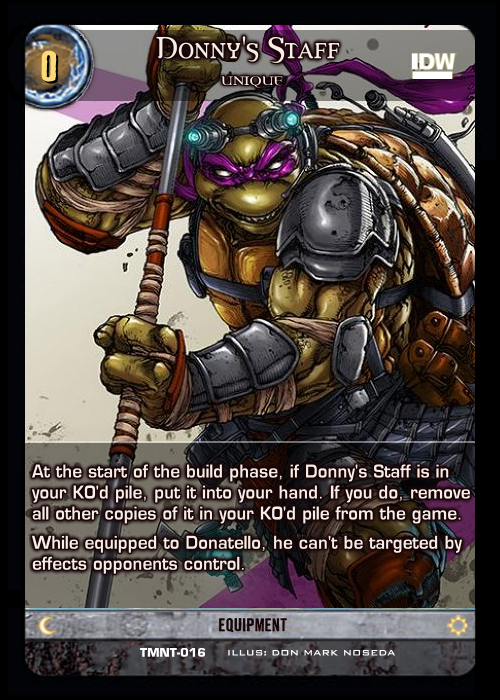 0
Donny's Staff
Unique
IDW
At the start of the build phase, if Donny's Staff is in
your KO'd pile, put it into your hand. If you do, remove
all other copies of it in your KO'd pile from the game.
While equipped to Donatello, he can't be targeted by
effects opponents control.
EQUIPMENT
TMNT-016 ILLUS: DON MARK NOSEDA